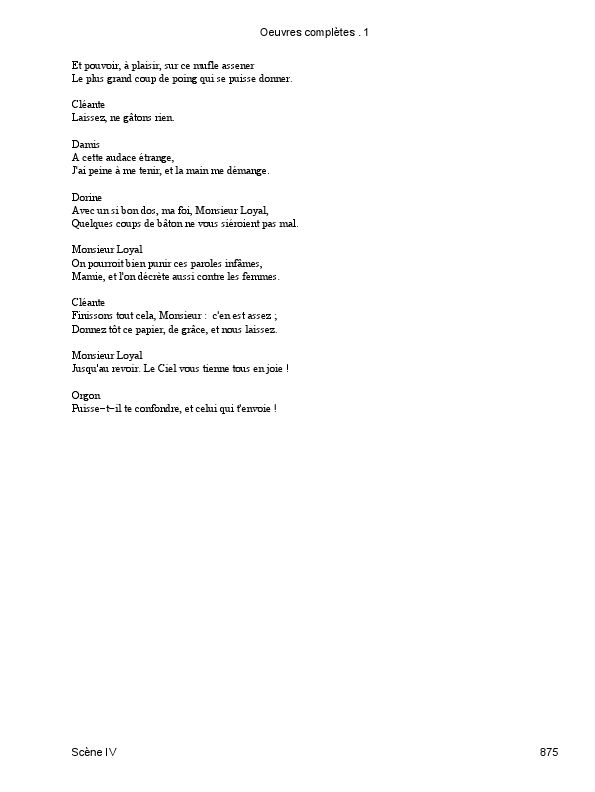 Oeuvres complètes . 1
Et pouvoir, à plaisir, sur ce mufle assener
Le plus grand coup de poing qui se puisse donner.
Cléante
Laissez, ne gâtons rien.
Damis
A cette audace étrange,
J'ai peine à me tenir, et la main me démange.
Dorine
Avec un si bon dos, ma foi, Monsieur Loyal,
Quelques coups de bâton ne vous siéroient pas mal.
Monsieur Loyal
On pourroit bien punir ces paroles infâmes,
Mamie, et l'on décrète aussi contre les femmes.
Cléante
Finissons tout cela, Monsieur :  c'en est assez ;
Donnez tôt ce papier, de grâce, et nous laissez.
Monsieur Loyal
Jusqu'au revoir. Le Ciel vous tienne tous en joie !
Orgon
Puisse-t-il te confondre, et celui qui t'envoie !
Scène IV 875